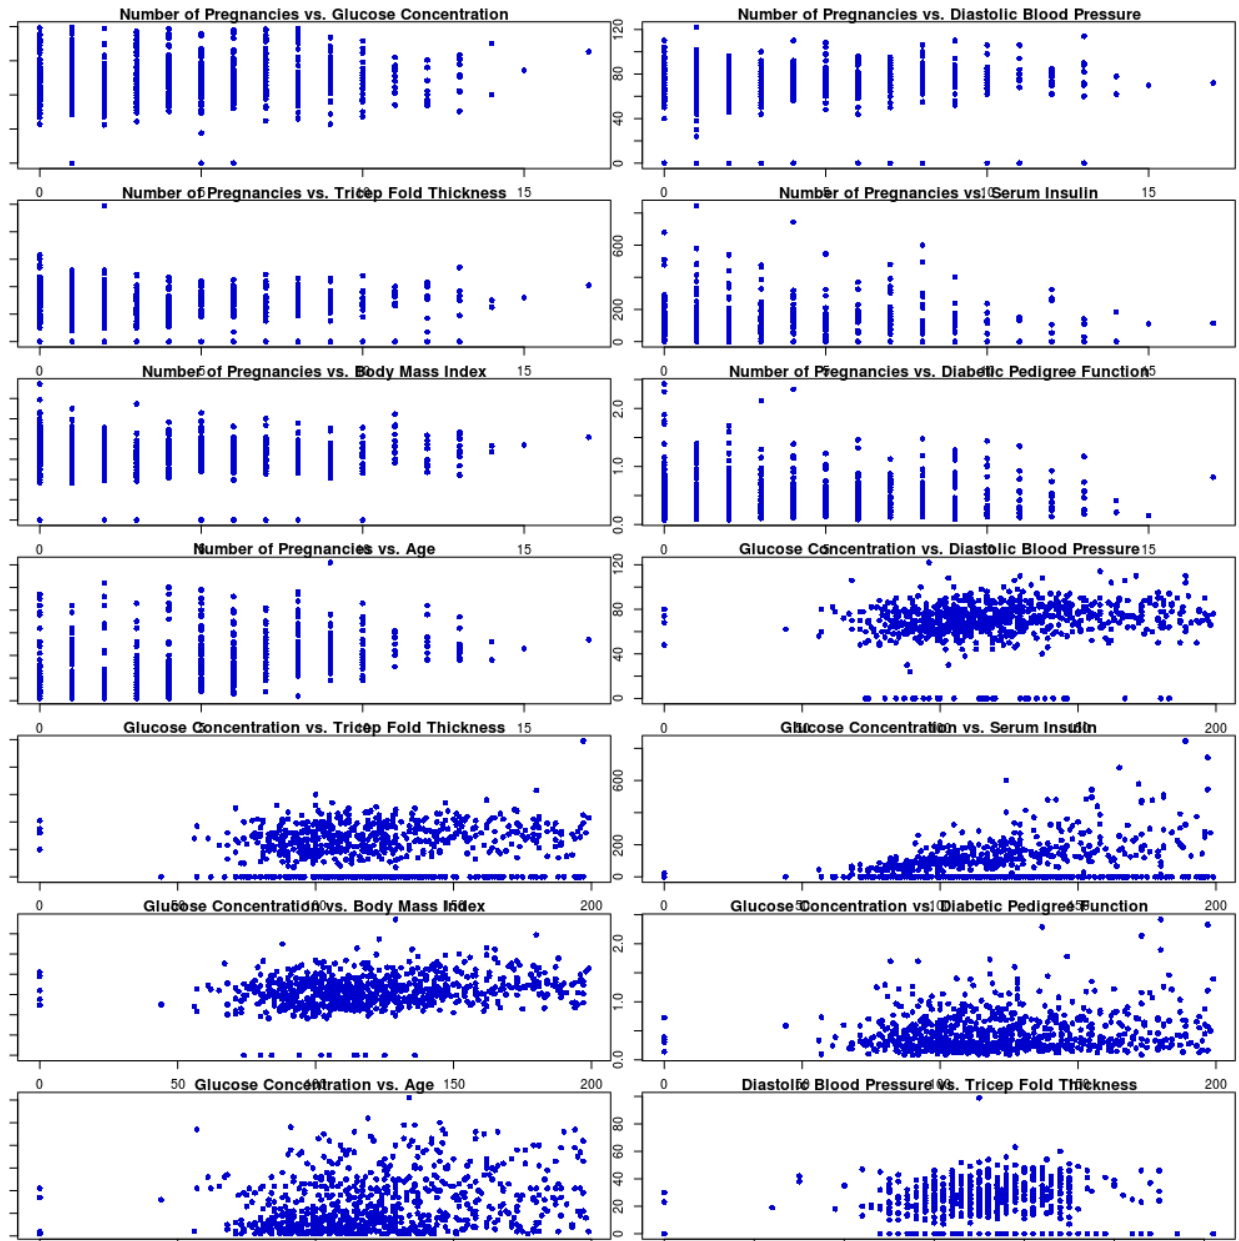 Number of Pregnancies vs. Glucose Concentration
Number of Pregnancies vs. Diastolic Blood Pressure
0 40 80 120
0 5 10 15
0 5 10 15
Number of Pregnancies vs. Tricep Fold Thickness
Number of Pregnancies vs. Serum Insulin
0 200 600
0 5 10 15
0 5 10 15
Number of Pregnancies vs. Body Mass Index
Number of Pregnancies vs. Diabetic Pedigree Function
0.0 1.0 2.0
0 5 10 15
0 5 10 15
Number of Pregnancies vs. Age
Glucose Concentration vs. Diastolic Blood Pressure
0 40 80 120
0 5 10 15
0 50 100 150 200
Glucose Concentration vs. Tricep Fold Thickness
Glucose Concentration vs. Serum Insulin
0 200 600
0 50 100 150 200
0 50 100 150 200
Glucose Concentration vs. Body Mass Index
Glucose Concentration vs. Diabetic Pedigree Function
0.0 1.0 2.0
0 50 100 150 200
0 50 100 150 200
Glucose Concentration vs. Age
Diastolic Blood Pressure vs. Tricep Fold Thickness
0 20 40 60 80